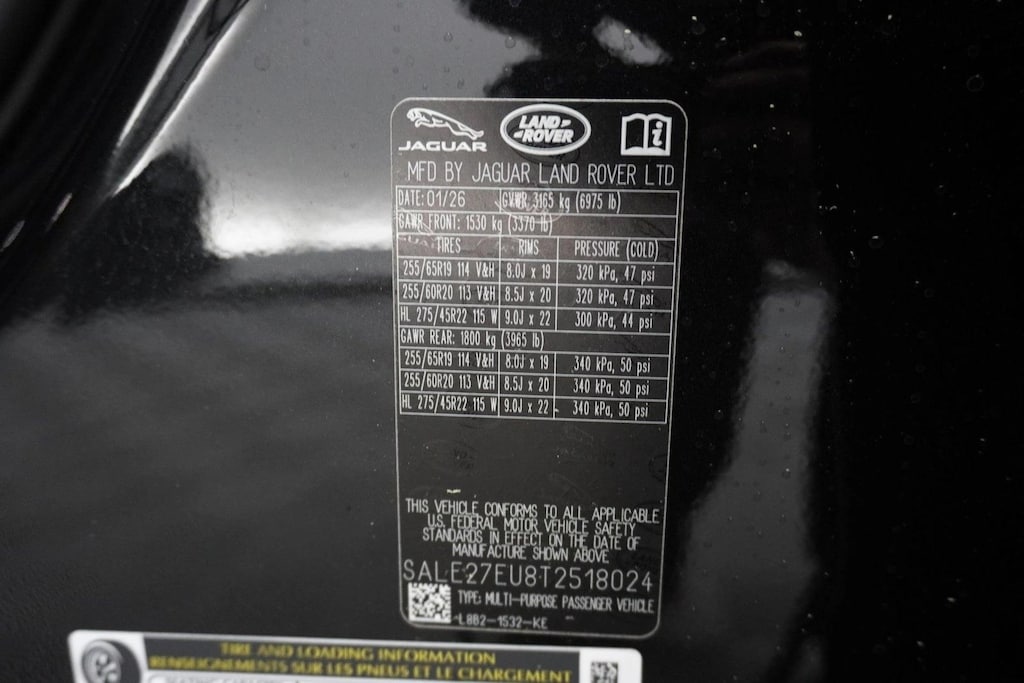 JAGUAR
LAND
ROVER
MFD BY JAGUAR LAND ROVER LTD
DATE: 01/26 GVWR 3165 kg (6975 lb)
GAWR FRONT: 1530 kg (3370 lb)
TIRES RIMS PRESSURE (COLD)
255/65R19 114 V&H 8.0J x 19 320 kPa, 47 psi
255/60R20 113 V&H 8.5J x 20 320 kPa, 47 psi
HL 275/45R22 115 W 9.0J x 22 300 kPa, 44 psi
GAWR REAR: 1800 kg (3965 lb)
255/65R19 114 V&H 8.0J x 19 340 kPa, 50 psi
255/60R20 113 V&H 8.5J x 20 340 kPa, 50 psi
HL 275/45R22 115 W 9.0J x 22 340 kPa, 50 psi
THIS VEHICLE CONFORMS TO ALL APPLICABLE
U.S. FEDERAL MOTOR VEHICLE SAFETY
STANDARDS IN EFFECT ON THE DATE OF
MANUFACTURE SHOWN ABOVE
SALE27EU8T2518024
TYPE: MULTI-PURPOSE PASSENGER VEHICLE
L8B2-1532-KE
TIRE AND LOADING INFORMATION
RENSEIGNEMENTS SUR LES PNEUS ET LE CHARGEMENT